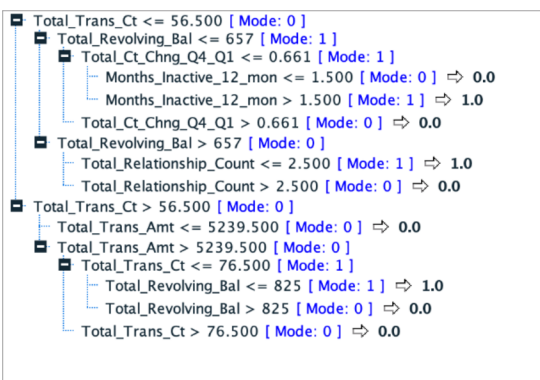 Total_Trans_Ct <= 56.500 [ Mode: 0 ]
Total_Revolving_Bal <= 657 [ Mode: 1 ]
Total_Ct_Chng_Q4_Q1 <= 0.661 [ Mode: 1 ]
Months_Inactive_12_mon <= 1.500 [ Mode: 0 ] ⇨ 0.0
Months_Inactive_12_mon > 1.500 [ Mode: 1 ] ⇨ 1.0
Total_Ct_Chng_Q4_Q1 > 0.661 [ Mode: 0 ] ⇨ 0.0
Total_Revolving_Bal > 657 [ Mode: 0 ]
Total_Relationship_Count <= 2.500 [ Mode: 1 ] ⇨ 1.0
Total_Relationship_Count > 2.500 [ Mode: 0 ] ⇨ 0.0
Total_Trans_Ct > 56.500 [ Mode: 0 ]
Total_Trans_Amt <= 5239.500 [ Mode: 0 ] ⇨ 0.0
Total_Trans_Amt > 5239.500 [ Mode: 0 ]
Total_Trans_Ct <= 76.500 [ Mode: 1 ]
Total_Revolving_Bal <= 825 [ Mode: 1 ] ⇨ 1.0
Total_Revolving_Bal > 825 [ Mode: 0 ] ⇨ 0.0
Total_Trans_Ct > 76.500 [ Mode: 0 ] ⇨ 0.0